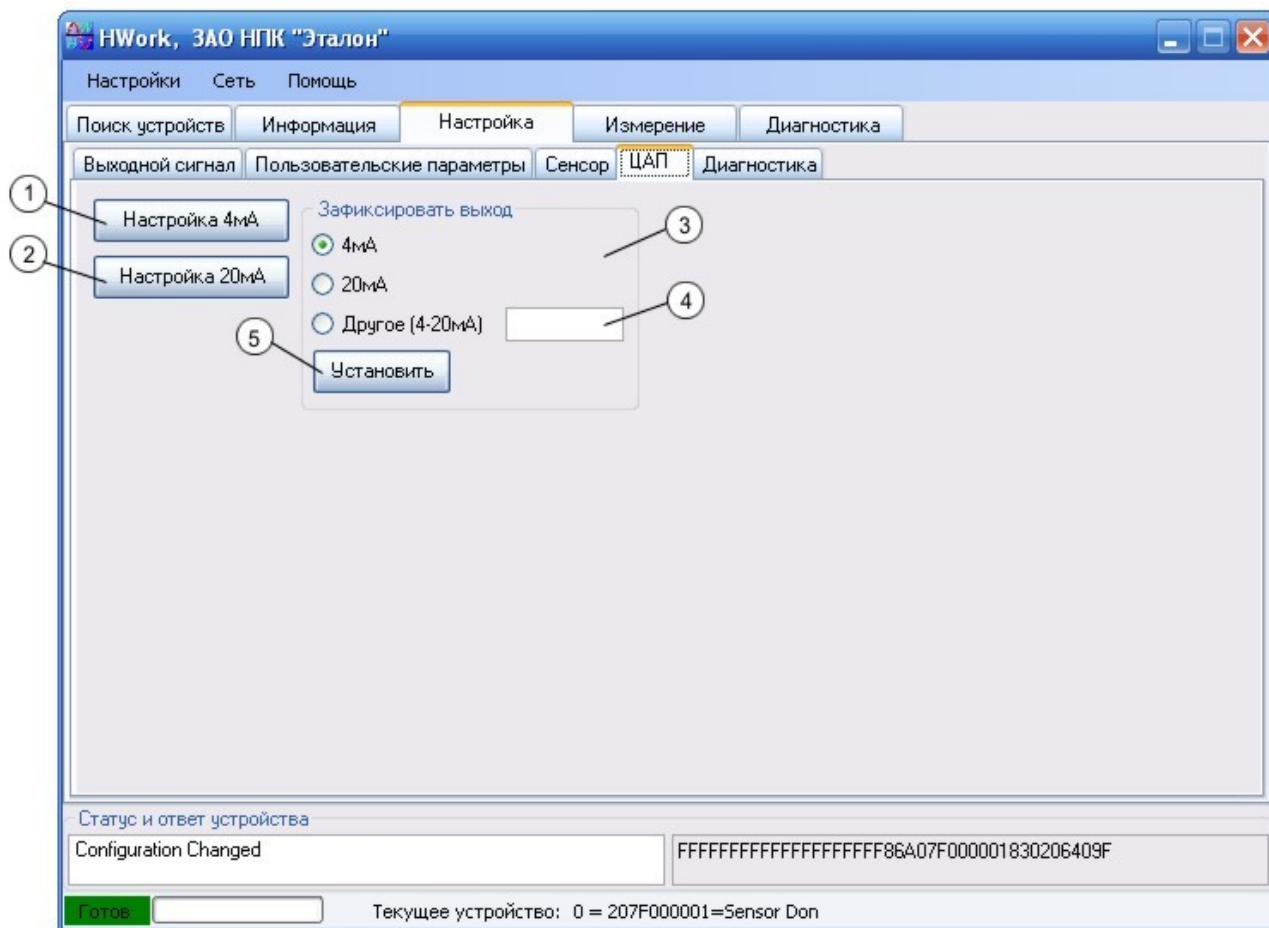 HWork, ЗАО НПК "Эталон"
Настройки Сеть Помощь
Поиск устройств Информация Настройка Измерение Диагностика
Выходной сигнал Пользовательские параметры Сенсор ЦАП Диагностика
1 Настройка 4мА
2 Настройка 20мА
Зафиксировать выход
3
4мА
20мА
Другое (4-20мА) 4
5 Установить
Статус и ответ устройства
Configuration Changed
FFFFFFFFFFFFFFFFFFFF86A07F000001830206409F
Готов Текущее устройство: 0 = 207F000001=Sensor Don